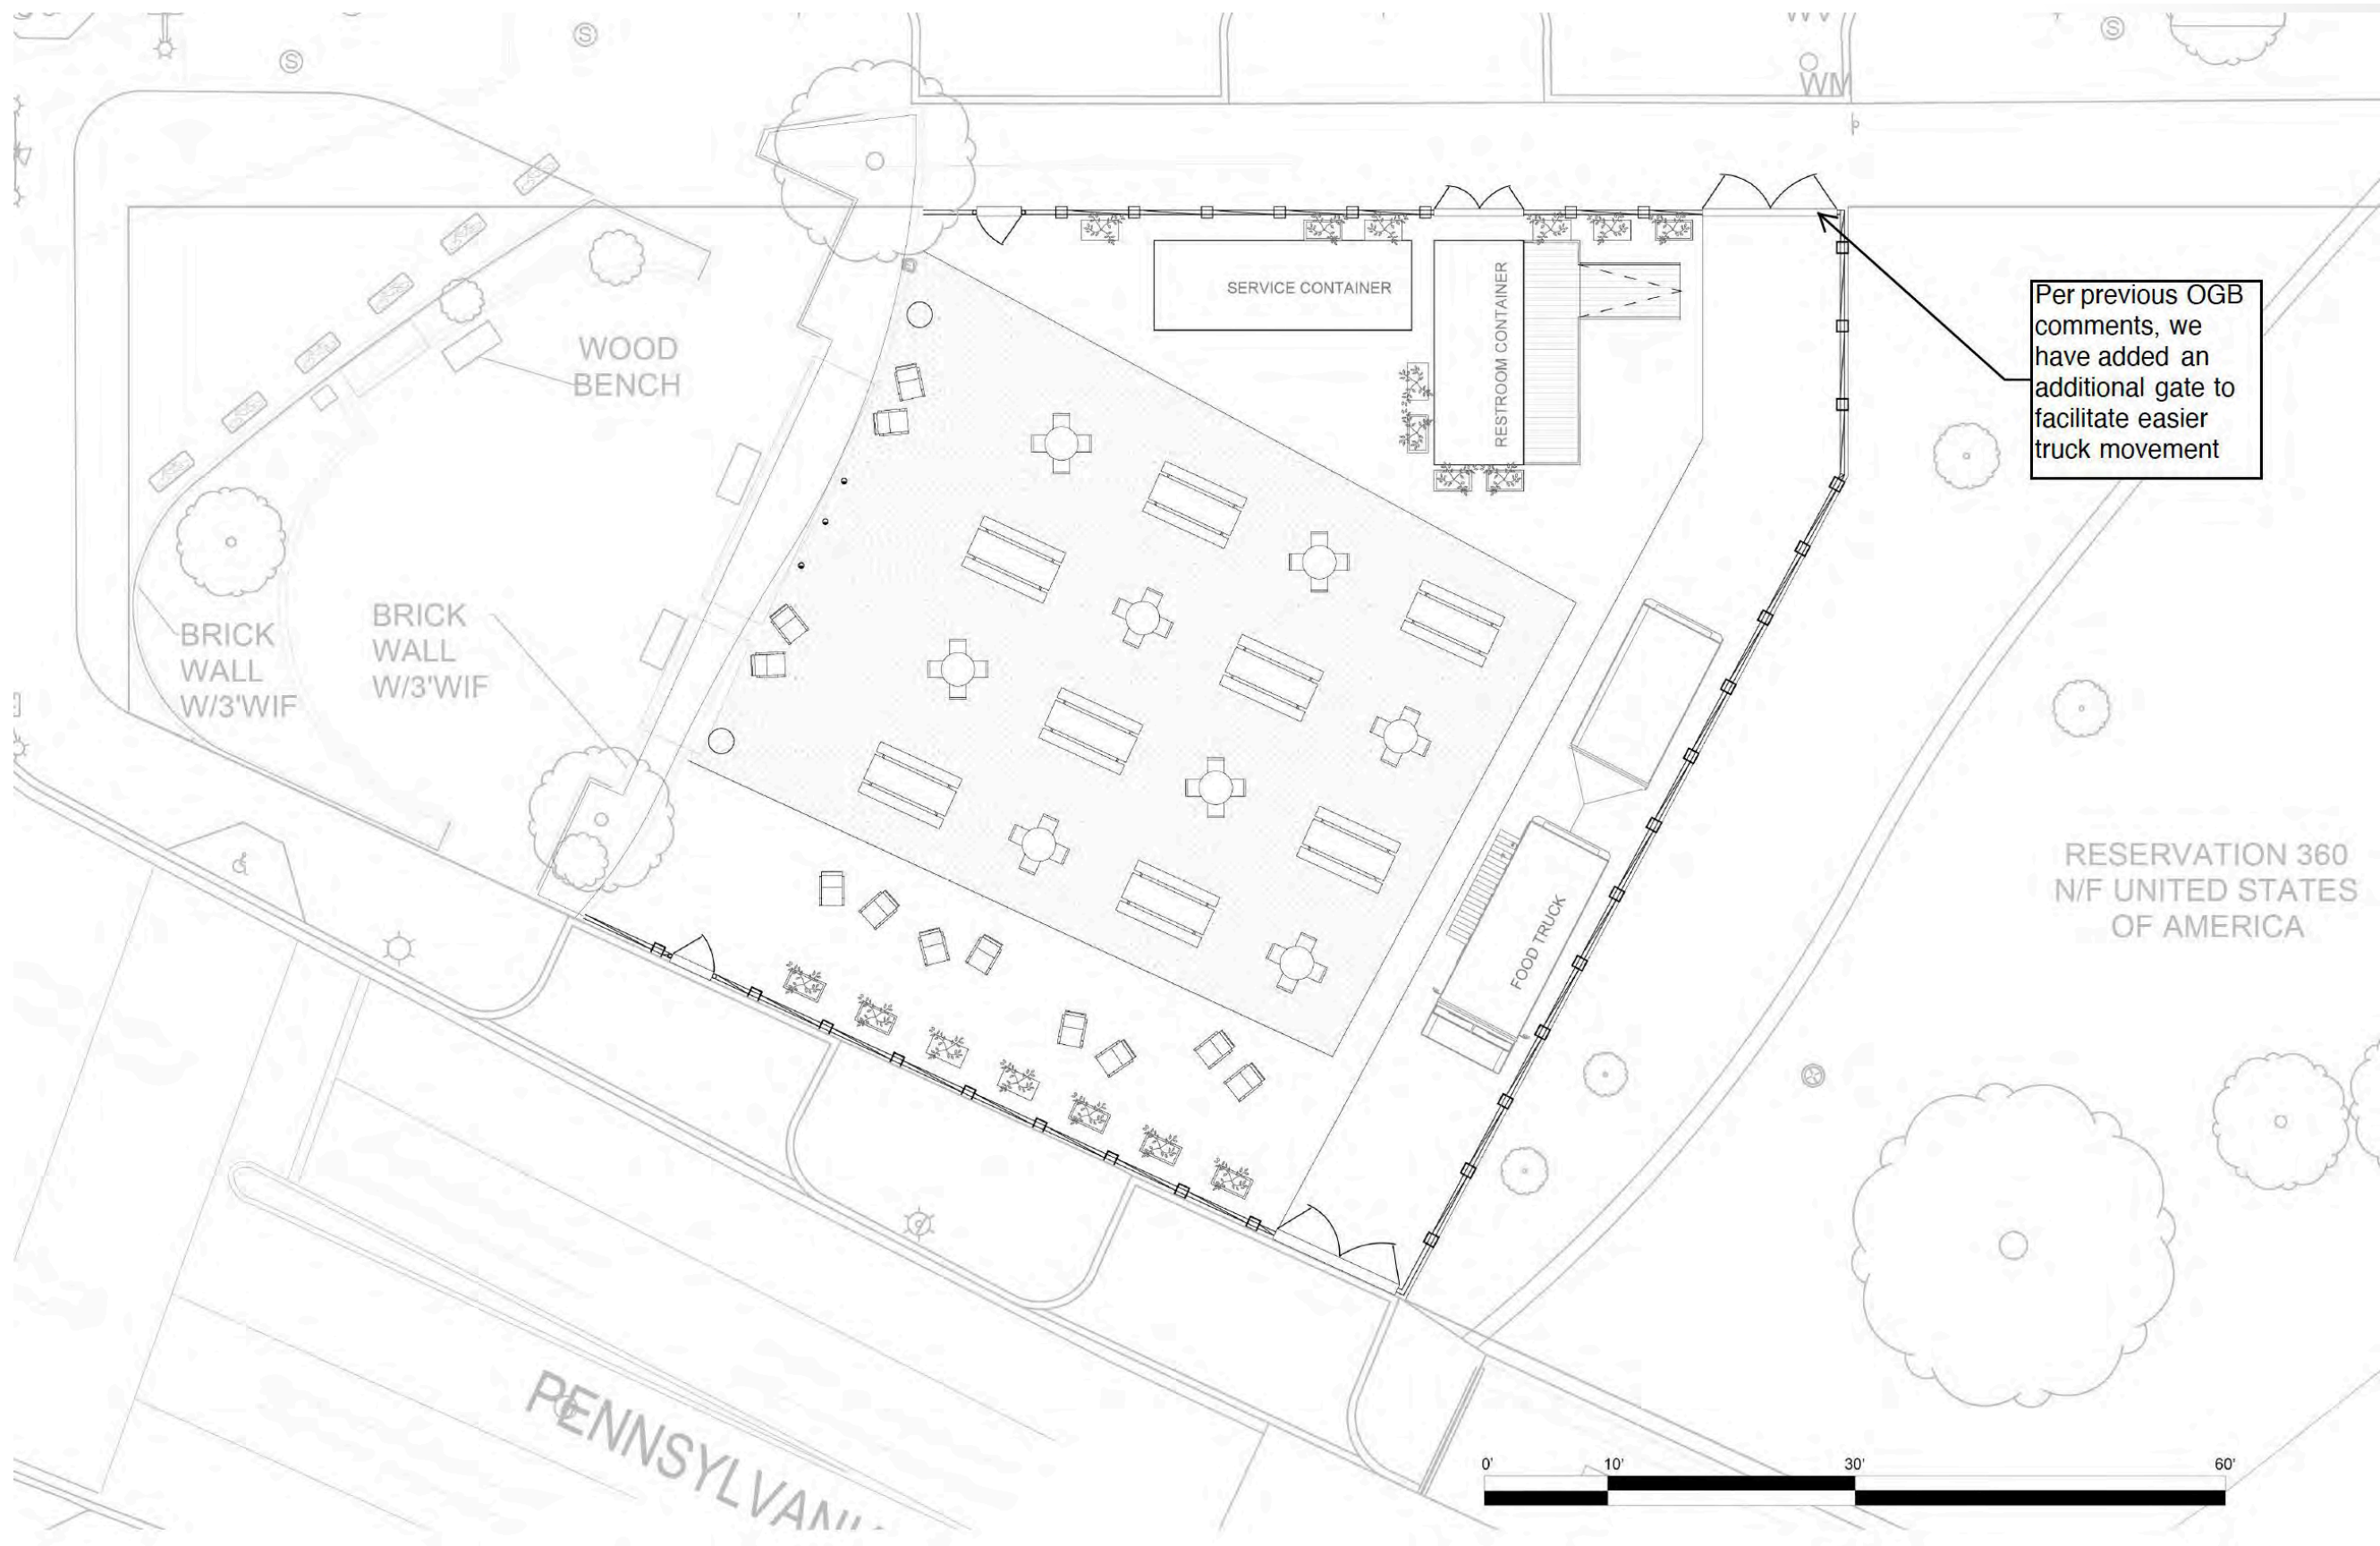 S
S
S
WM
SERVICE CONTAINER
RESTROOM CONTAINER
Per previous OGB
comments, we
have added an
additional gate to
facilitate easier
truck movement
WOOD
BENCH
BRICK
WALL
W/3'WIF
BRICK
WALL
W/3'WIF
FOOD TRUCK
RESERVATION 360
N/F UNITED STATES
OF AMERICA
0' 10' 30' 60'